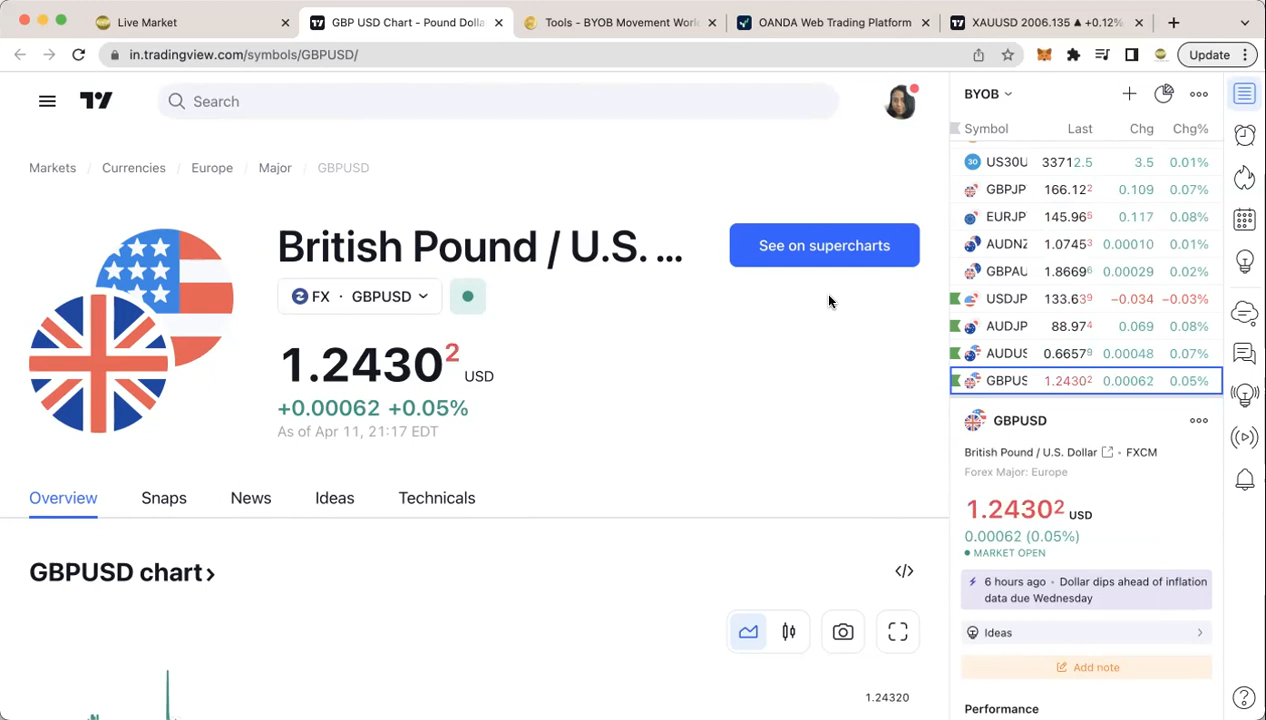 Live Market
GBP USD Chart - Pound Dolla
Tools - BYOB Movement Work
OANDA Web Trading Platform
XAUUSD 2006.135 ▲ +0.12%
in.tradingview.com/symbols/GBPUSD/
Update
Search
BYOB
Symbol Last Chg Chg%
US30U 33712.5 3.5 0.01%
GBPJP 166.122 0.109 0.07%
EURJP 145.965 0.117 0.08%
AUDNZ 1.07453 0.00010 0.01%
GBPAU 1.86696 0.00029 0.02%
USDJP 133.639 −0.034 −0.03%
AUDJP 88.974 0.069 0.08%
AUDUS 0.66579 0.00048 0.07%
GBPUS 1.24302 0.00062 0.05%
Markets / Currencies / Europe / Major / GBPUSD
British Pound / U.S. ...
See on supercharts
FX · GBPUSD
1.24302 USD
+0.00062 +0.05%
As of Apr 11, 21:17 EDT
Overview Snaps News Ideas Technicals
GBPUSD chart
1.24320
GBPUSD
British Pound / U.S. Dollar · FXCM
Forex Major: Europe
1.24302 USD
0.00062 (0.05%)
MARKET OPEN
6 hours ago · Dollar dips ahead of inflation
data due Wednesday
Ideas
Add note
Performance